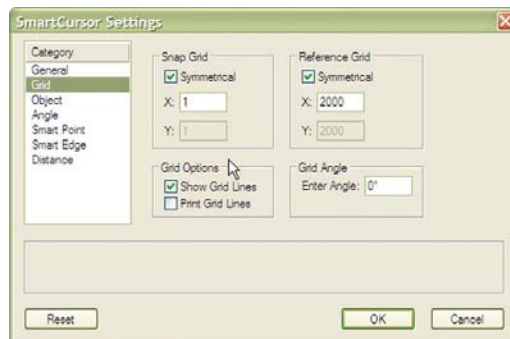 SmartCursor Settings
Category
General
Grid
Object
Angle
Smart Point
Smart Edge
Distance
Snap Grid
Symmetrical
X: 1
Y: 1
Reference Grid
Symmetrical
X: 2000
Y: 2000
Grid Options
Show Grid Lines
Print Grid Lines
Grid Angle
Enter Angle: 0°
Reset
OK
Cancel